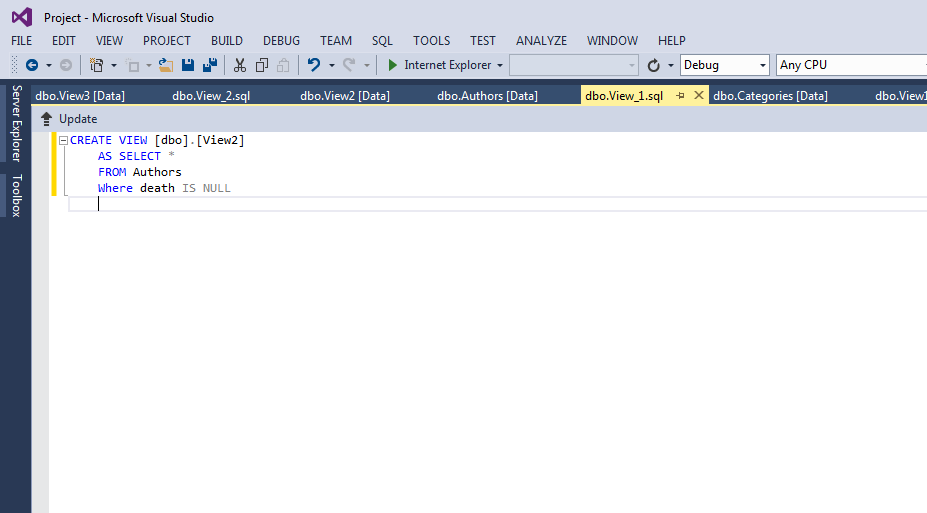 Project - Microsoft Visual Studio
FILE EDIT VIEW PROJECT BUILD DEBUG TEAM SQL TOOLS TEST ANALYZE WINDOW HELP
Internet Explorer Debug Any CPU
dbo.View3 [Data] dbo.View_2.sql dbo.View2 [Data] dbo.Authors [Data] dbo.View_1.sql dbo.Categories [Data] dbo.View1
Update
Server Explorer
Toolbox
CREATE VIEW [dbo].[View2]
AS SELECT *
FROM Authors
Where death IS NULL